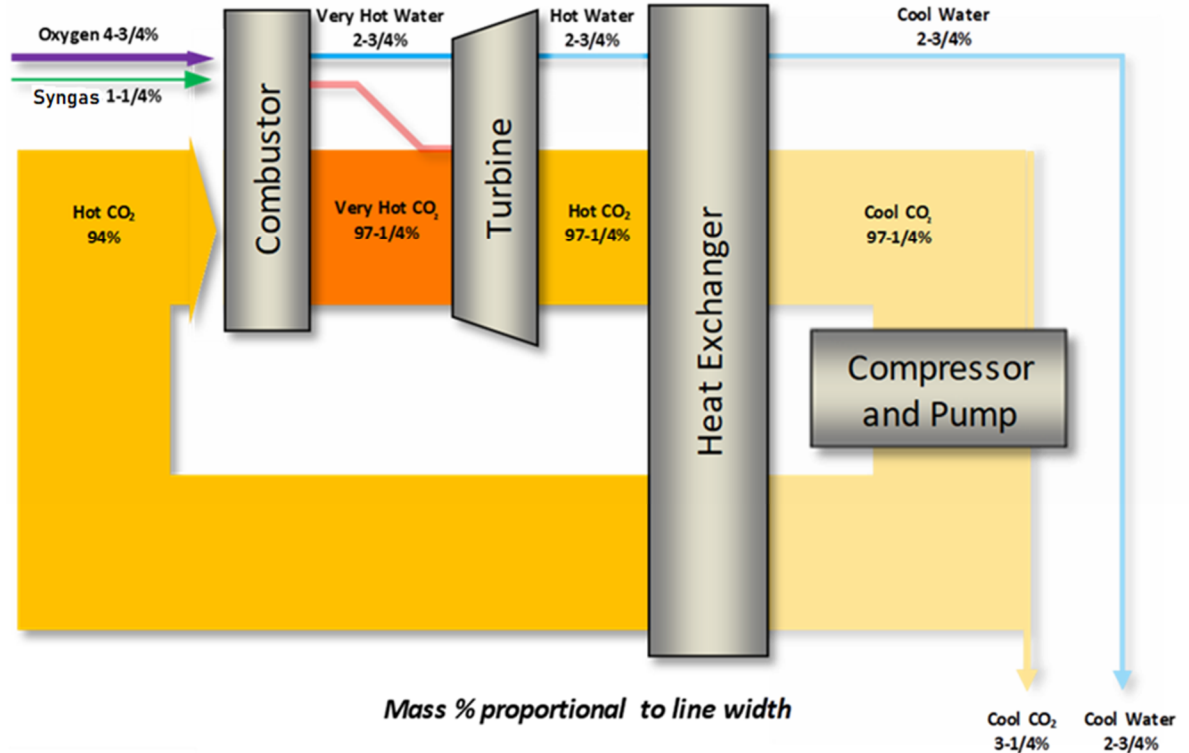 Oxygen 4-3/4%
Syngas 1-1/4%
Very Hot Water
2-3/4%
Hot Water
2-3/4%
Cool Water
2-3/4%
Hot CO₂
94%
Combustor
Very Hot CO₂
97-1/4%
Turbine
Hot CO₂
97-1/4%
Heat Exchanger
Cool CO₂
97-1/4%
Compressor
and Pump
Mass % proportional to line width
Cool CO₂
3-1/4%
Cool Water
2-3/4%